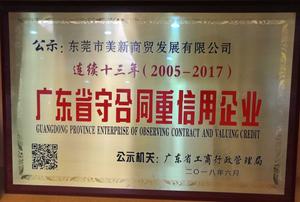 公示：东莞市美新商贸发展有限公司
连续十三年（2005-2017）
广东省守合同重信用企业
GUANGDONG PROVINCE ENTERPRISE OF OBSERVING CONTRACT AND VALUING CREDIT
公示机关：广东省工商行政管理局
二〇一八年六月